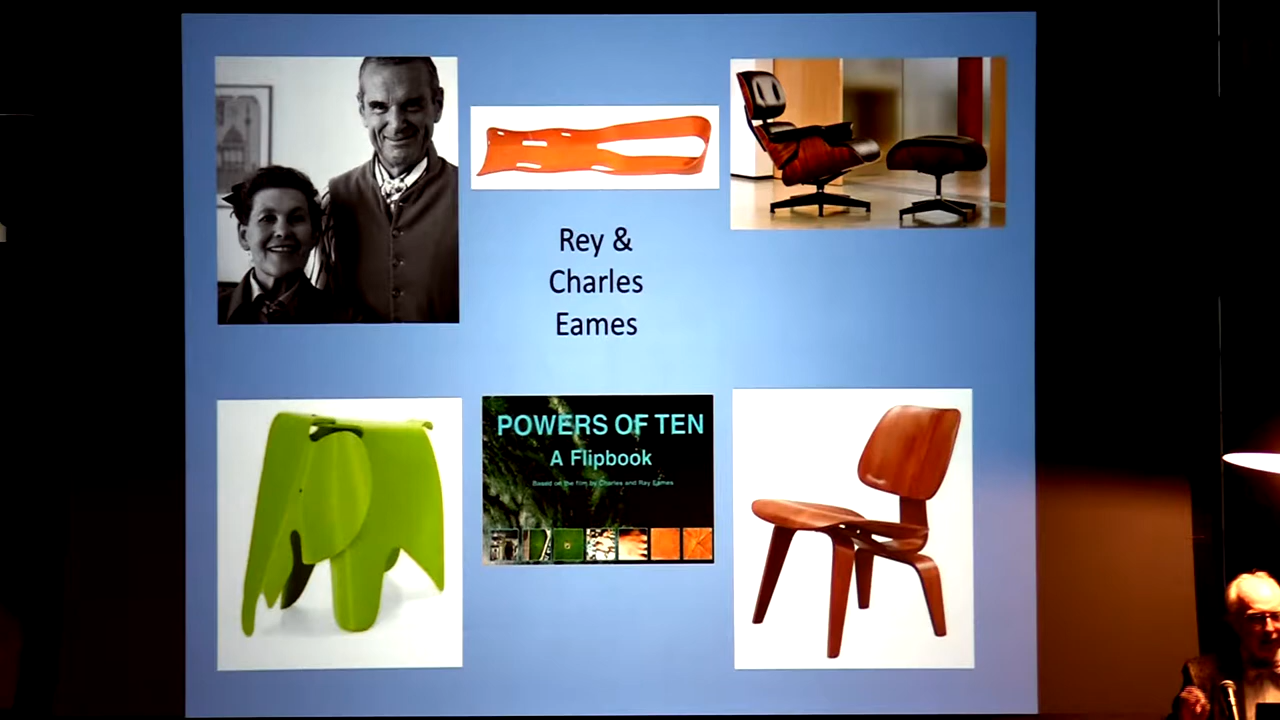 Rey &
Charles
Eames
POWERS OF TEN
A Flipbook
Based on the film by Charles and Ray Eames